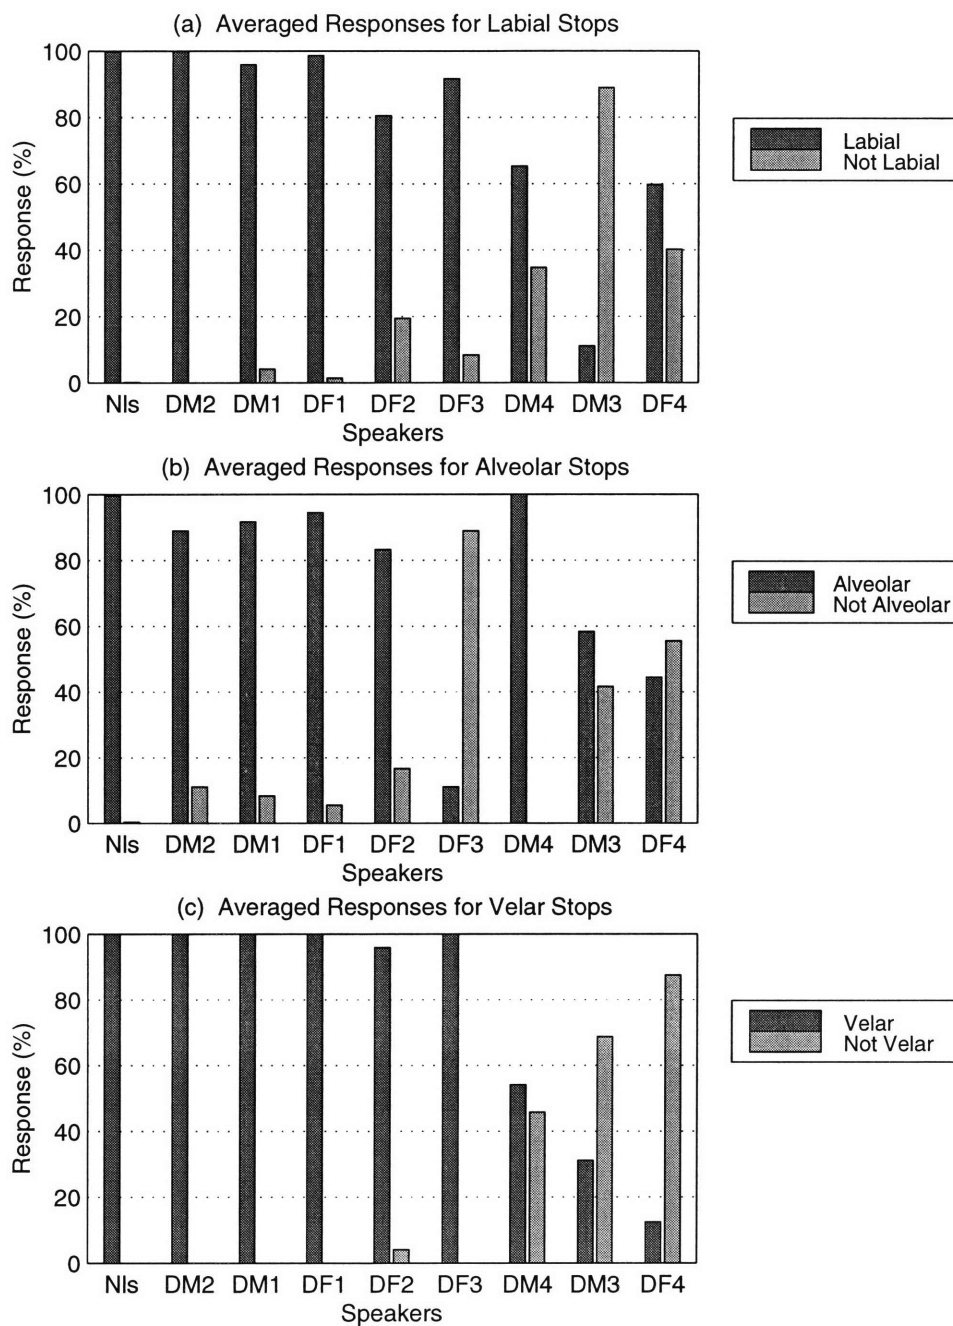 (a) Averaged Responses for Labial Stops
100
80
60
40
20
0
Response (%)
Nls DM2 DM1 DF1 DF2 DF3 DM4 DM3 DF4
Speakers
Labial
Not Labial
(b) Averaged Responses for Alveolar Stops
100
80
60
40
20
0
Response (%)
Nls DM2 DM1 DF1 DF2 DF3 DM4 DM3 DF4
Speakers
Alveolar
Not Alveolar
(c) Averaged Responses for Velar Stops
100
80
60
40
20
0
Response (%)
Nls DM2 DM1 DF1 DF2 DF3 DM4 DM3 DF4
Speakers
Velar
Not Velar